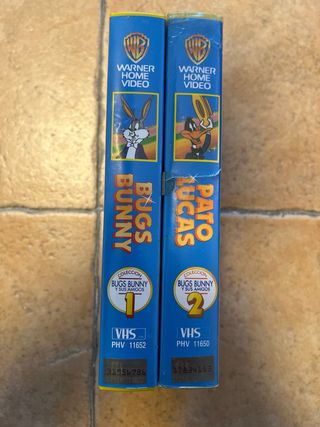 WB
WARNER
HOME
VIDEO
BUGS
BUNNY
COLECCION
BUGS BUNNY
Y SUS AMIGOS
1
VHS
PHV 11652
WB
WARNER
HOME
VIDEO
PATO
LUCAS
COLECCION
BUGS BUNNY
Y SUS AMIGOS
2
VHS
PHV 11650